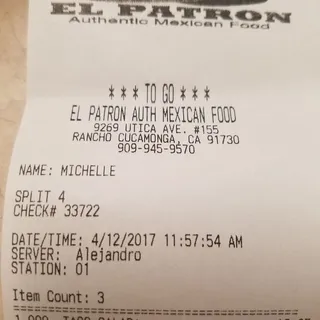 EL PATRON
Authentic Mexican Food
*** TO GO ***
EL PATRON AUTH MEXICAN FOOD
9269 UTICA AVE. #155
RANCHO CUCAMONGA, CA 91730
909-945-9570
NAME: MICHELLE
SPLIT 4
CHECK# 33722
DATE/TIME: 4/12/2017 11:57:54 AM
SERVER: Alejandro
STATION: 01
Item Count: 3